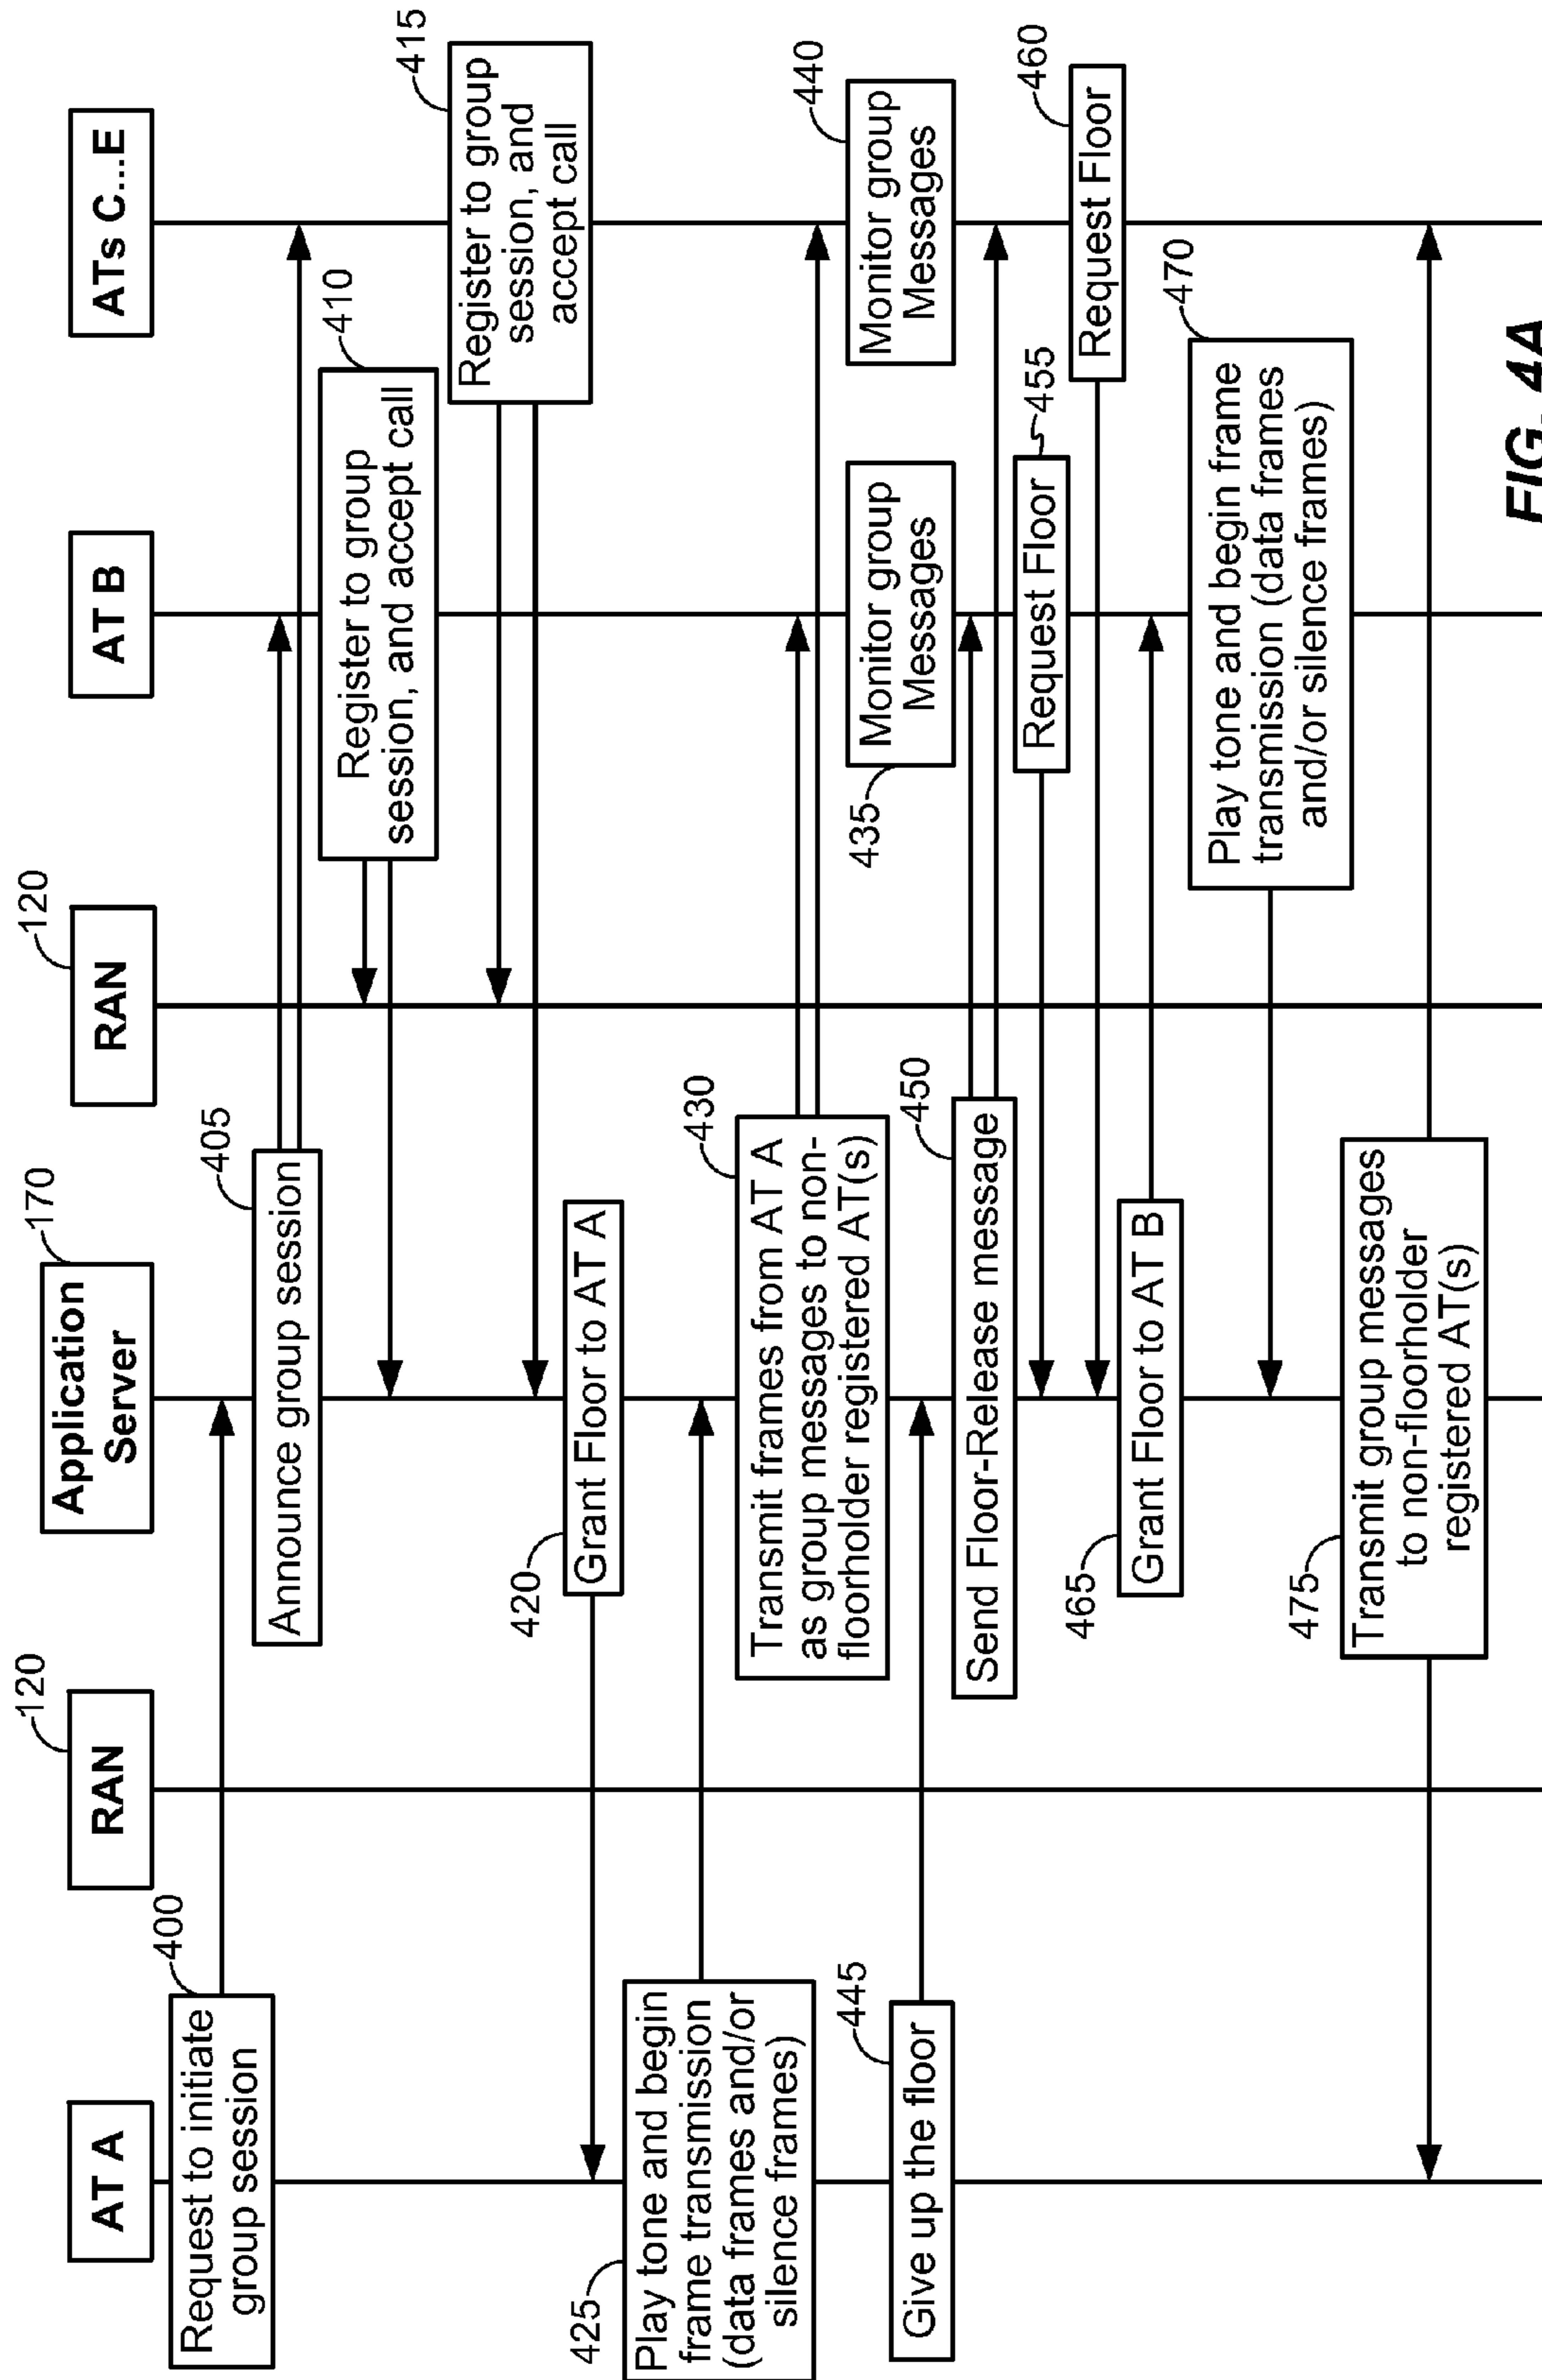 AT A
RAN
120
Application
Server
170
RAN
120
AT B
ATs C...E
400
Request to initiate
group session
405
Announce group session
410
Register to group
session, and accept call
415
Register to group
session, and
accept call
420
Grant Floor to AT A
425
Play tone and begin
frame transmission
(data frames and/or
silence frames)
430
Transmit frames from AT A
as group messages to non-
floorholder registered AT(s)
435
Monitor group
Messages
440
Monitor group
Messages
445
Give up the floor
450
Send Floor-Release message
455
Request Floor
460
Request Floor
465
Grant Floor to AT B
470
Play tone and begin frame
transmission (data frames
and/or silence frames)
475
Transmit group messages
to non-floorholder
registered AT(s)
FIG. 4A